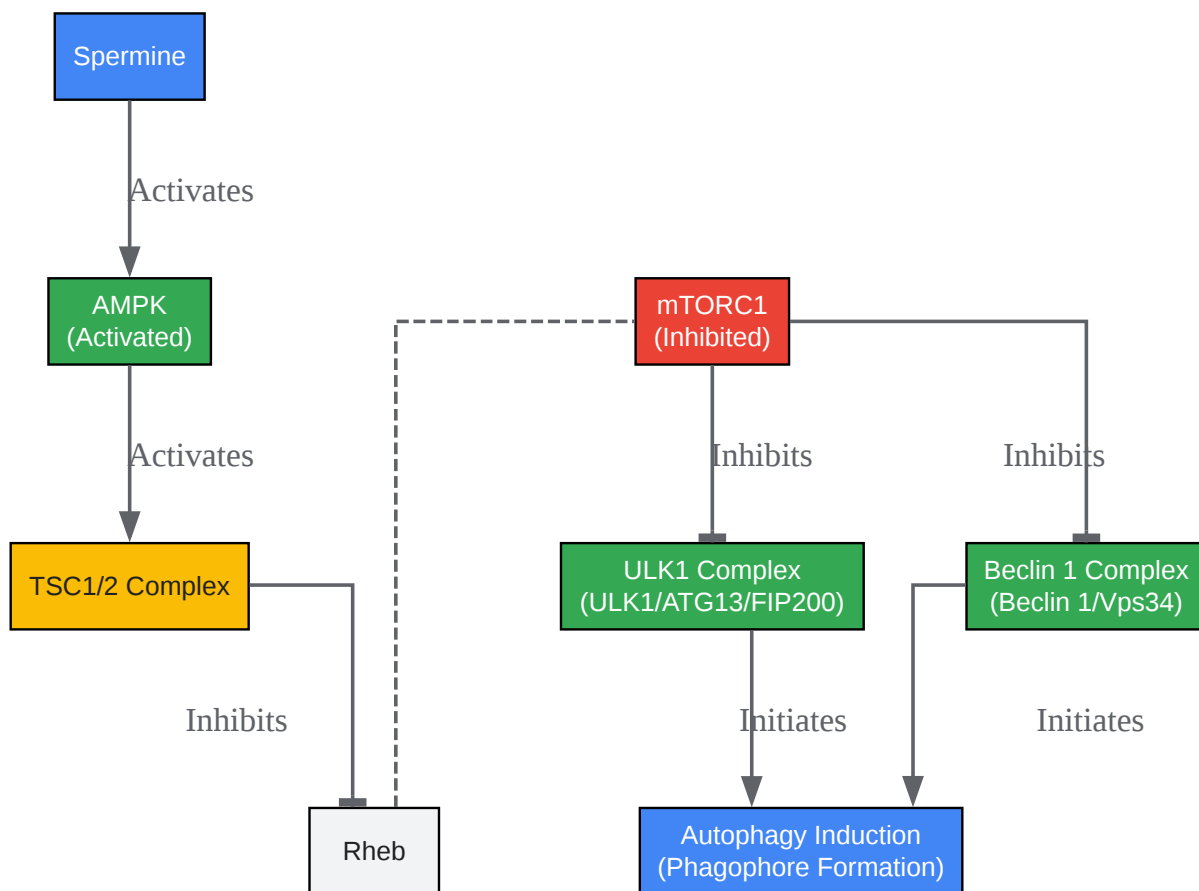 Spermine
Activates
AMPK
(Activated)
mTORC1
(Inhibited)
Activates
Inhibits
Inhibits
TSC1/2 Complex
ULK1 Complex
(ULK1/ATG13/FIP200)
Beclin 1 Complex
(Beclin 1/Vps34)
Inhibits
Initiates
Initiates
Rheb
Autophagy Induction
(Phagophore Formation)